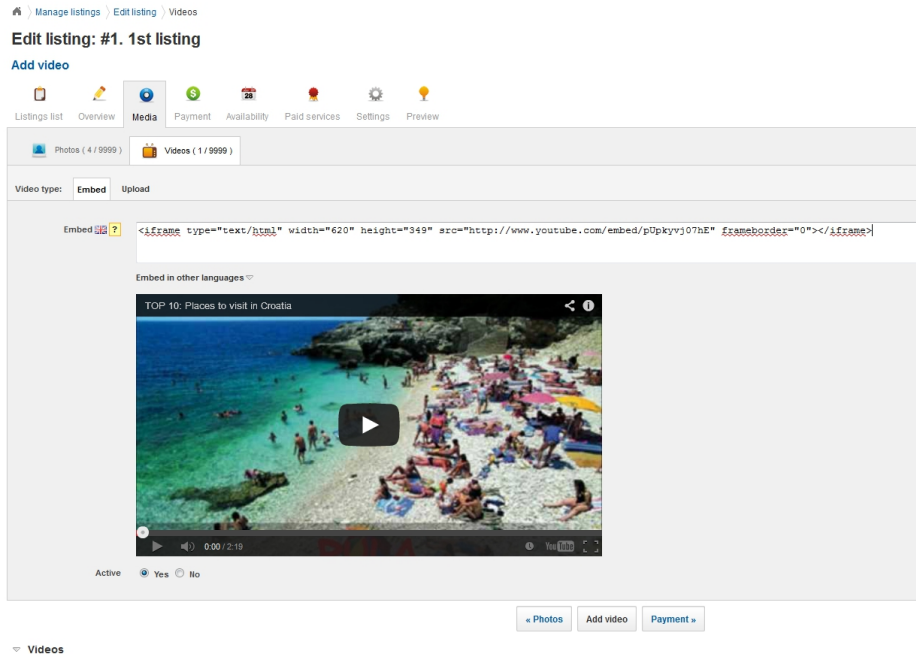 Manage listings Edit listing Videos
Edit listing: #1. 1st listing
Add video
28
Listings list Overview Media Payment Availability Paid services Settings Preview
Photos ( 4 / 9999 ) Videos ( 1 / 9999 )
Video type: Embed Upload
Embed ? <iframe type="text/html" width="620" height="349" src="http://www.youtube.com/embed/pUpkyvj07hE" frameborder="0"></iframe>
Embed in other languages
TOP 10: Places to visit in Croatia
0:00 / 2:19 YouTube
Active Yes No
« Photos Add video Payment »
Videos